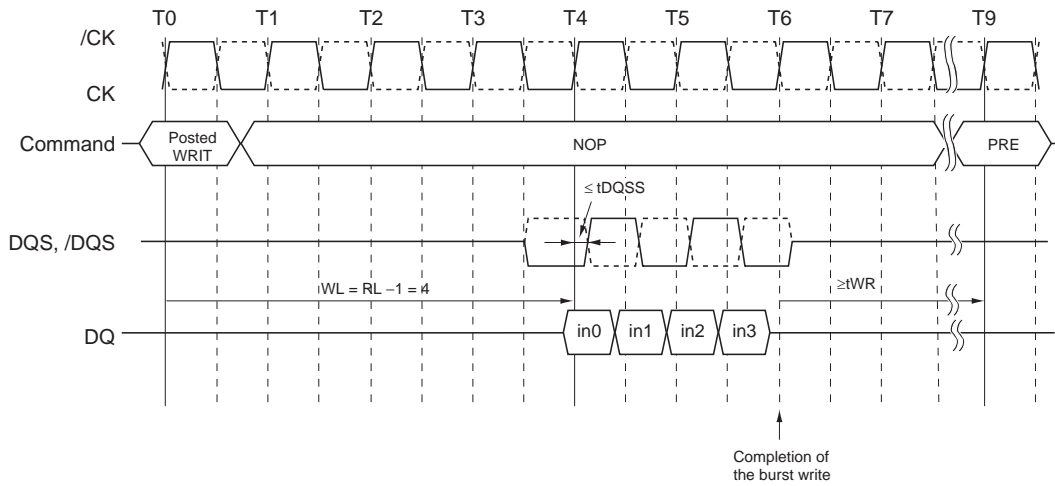 T0 T1 T2 T3 T4 T5 T6 T7 T9
/CK
CK
Command
Posted
WRIT
NOP
PRE
≤ tDQSS
DQS, /DQS
WL = RL −1 = 4
≥tWR
DQ
in0 in1 in2 in3
Completion of
the burst write